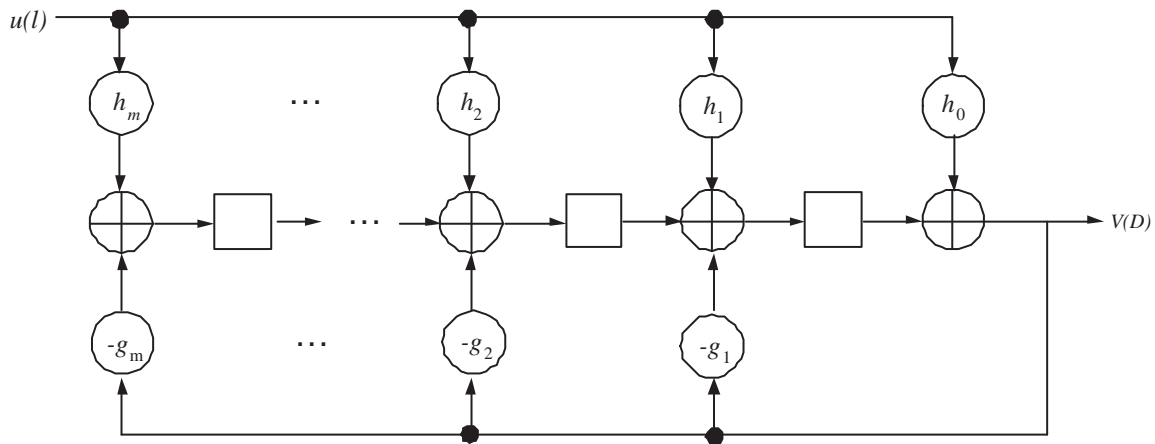 u(l)
h_m ... h_2 h_1 h_0
... V(D)
-g_m ... -g_2 -g_1